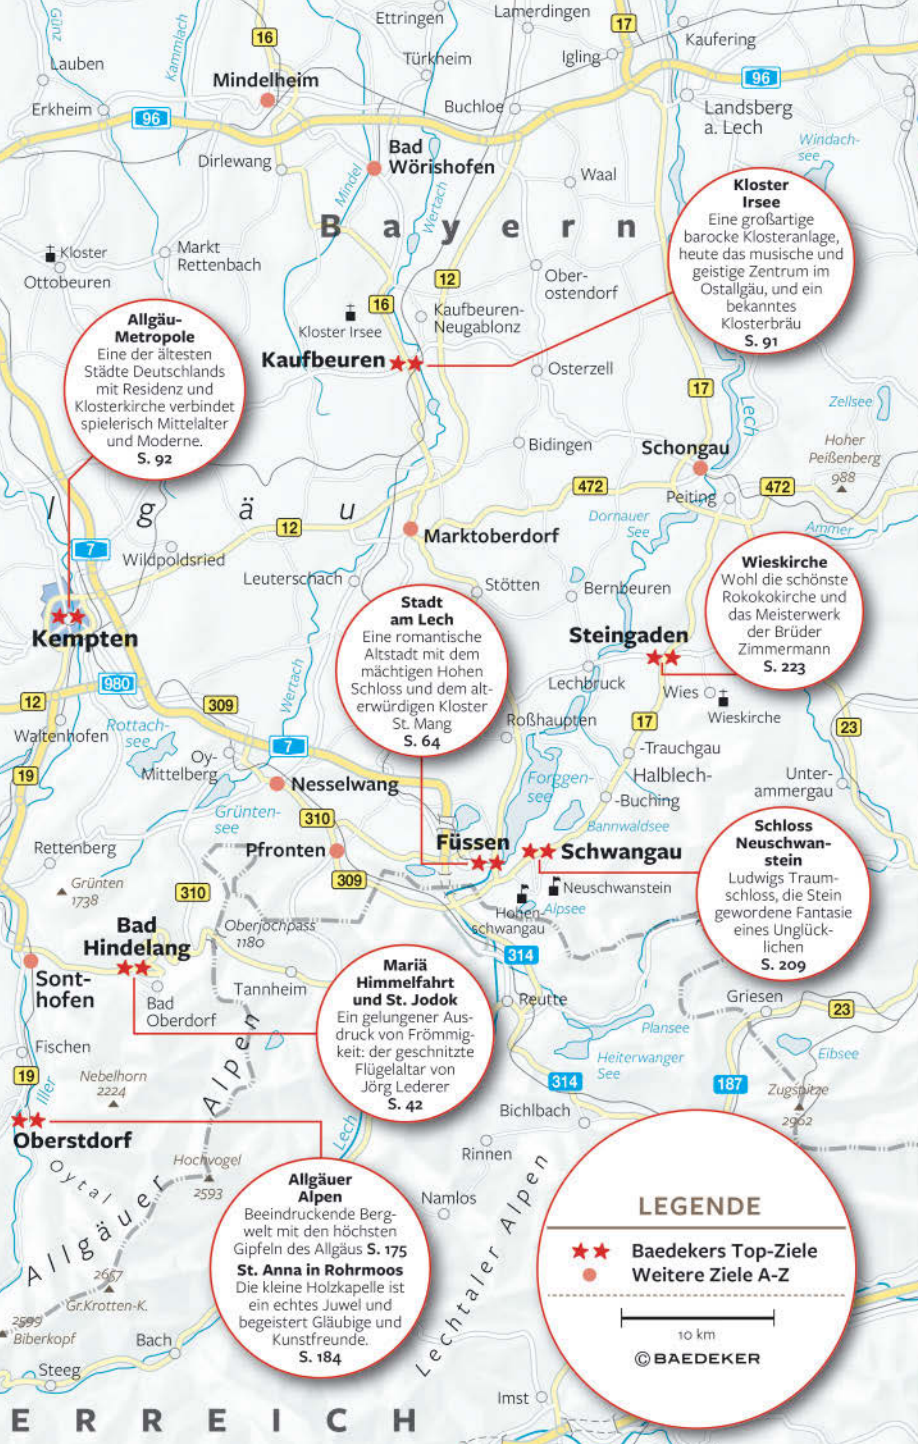 Günz
Kammlach
Ettringen
Lamerdingen
17
Kaufering
16
Igling
Lauben
Türkheim
96
Mindelheim
Erkheim
96
Buchloe
Landsberg
a. Lech
Windach-
see
Dirlewang
Bad
Wörishofen
Mindel
Wertach
Waal
Kloster
Irsee
Eine großartige
barocke Klosteranlage,
heute das musische und
geistige Zentrum im
Ostallgäu, und ein
bekanntes
Klosterbräu
S. 91
Bayern
Kloster
Ottobeuren
Markt
Rettenbach
12
Ober-
ostendorf
16
Kaufbeuren-
Neugablonz
Kloster Irsee
Allgäu-
Metropole
Eine der ältesten
Städte Deutschlands
mit Residenz und
Klosterkirche verbindet
spielerisch Mittelalter
und Moderne.
S. 92
Kaufbeuren
Osterzell
17
Lech
Zellsee
Bidingen
Schongau
Hoher
Peißenberg
988
472
Peiting
472
l g ä u
12
Dornauer
See
Ammer
Marktoberdorf
7
Wildpoldsried
Leuterschach
Stötten
Bernbeuren
Wieskirche
Wohl die schönste
Rokokokirche und
das Meisterwerk
der Brüder
Zimmermann
S. 223
Stadt
am Lech
Eine romantische
Altstadt mit dem
mächtigen Hohen
Schloss und dem alt-
erwürdigen Kloster
St. Mang
S. 64
Kempten
Steingaden
980
Wertach
Lechbruck
Wies
Wieskirche
12
309
Rottach-
see
Waltenhofen
Roßhaupten
17
23
7
Oy-
Mittelberg
-Trauchgau
Halblech-
-Buching
Unter-
ammergau
19
Nesselwang
Forggen-
see
Grünten-
see
310
Bannwaldsee
Schloss
Neuschwan-
stein
Ludwigs Traum-
schloss, die Stein
gewordene Fantasie
eines Unglück-
lichen
S. 209
Rettenberg
Pfronten
Füssen
Schwangau
309
Grünten
1738
310
Neuschwanstein
Hohen-
schwangau
Alpsee
Bad
Hindelang
Oberjochpass
1180
314
Sont-
hofen
Bad
Oberdorf
Tannheim
Mariä
Himmelfahrt
und St. Jodok
Ein gelungener Aus-
druck von Frömmig-
keit: der geschnitzte
Flügelaltar von
Jörg Lederer
S. 42
Reutte
Griesen
23
Plansee
Heiterwanger
See
Eibsee
Fischen
19
Iller
Nebelhorn
2224
314
187
Zugspitze
2962
Bichlbach
Oberstdorf
Lech
Rinnen
Oytal
Hochvogel
2593
Allgäuer Alpen
Allgäuer
Alpen
Beeindruckende Berg-
welt mit den höchsten
Gipfeln des Allgäus S. 175
St. Anna in Rohrmoos
Die kleine Holzkapelle ist
ein echtes Juwel und
begeistert Gläubige und
Kunstfreunde.
S. 184
Namlos
Lechtaler Alpen
LEGENDE
Baedekers Top-Ziele
Weitere Ziele A-Z
10 km
© BAEDEKER
2657
Gr.Krotten-K.
2599
Biberkopf
Bach
Steeg
Imst
ERREICH